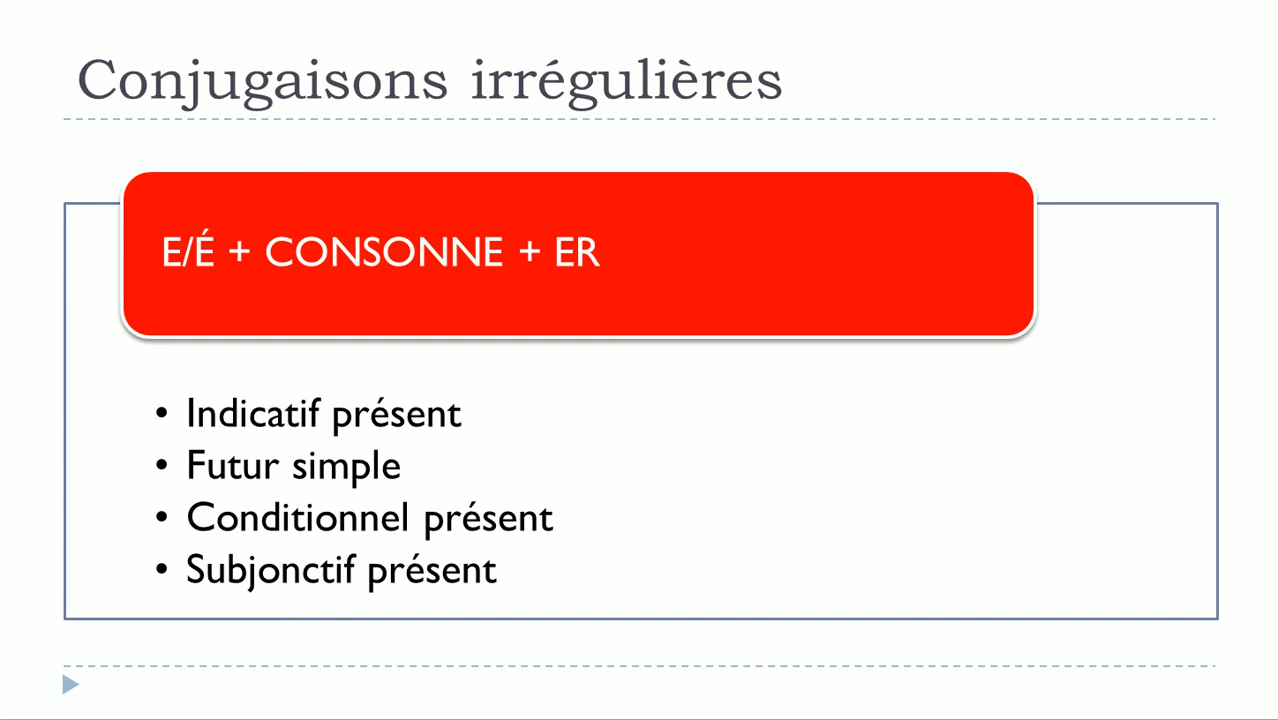 Conjugaisons irrégulières
E/É + CONSONNE + ER
• Indicatif présent
• Futur simple
• Conditionnel présent
• Subjonctif présent